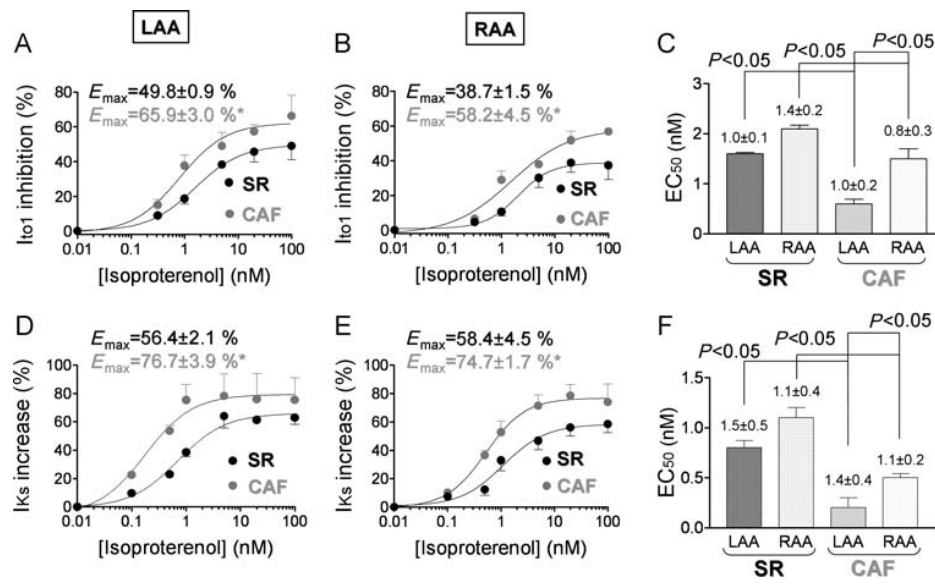 LAA
RAA
A
Emax=49.8±0.9 %
Emax=65.9±3.0 %*
Ito1 inhibition (%)
80
60
40
20
0
SR
CAF
0.01 0.1 1 10 100
[Isoproterenol] (nM)
B
Emax=38.7±1.5 %
Emax=58.2±4.5 %*
Ito1 inhibition (%)
80
60
40
20
0
SR
CAF
0.01 0.1 1 10 100
[Isoproterenol] (nM)
C
P<0.05
P<0.05
P<0.05
EC50 (nM)
3
2
1
0
1.0±0.1
1.4±0.2
1.0±0.2
0.8±0.3
LAA RAA LAA RAA
SR CAF
D
Emax=56.4±2.1 %
Emax=76.7±3.9 %*
IKs increase (%)
100
80
60
40
20
0
SR
CAF
0.01 0.1 1 10 100
[Isoproterenol] (nM)
E
Emax=58.4±4.5 %
Emax=74.7±1.7 %*
IKs increase (%)
100
80
60
40
20
0
SR
CAF
0.01 0.1 1 10 100
[Isoproterenol] (nM)
F
P<0.05
P<0.05
P<0.05
EC50 (nM)
1.5
1.0
0.5
0.0
1.5±0.5
1.1±0.4
1.4±0.4
1.1±0.2
LAA RAA LAA RAA
SR CAF